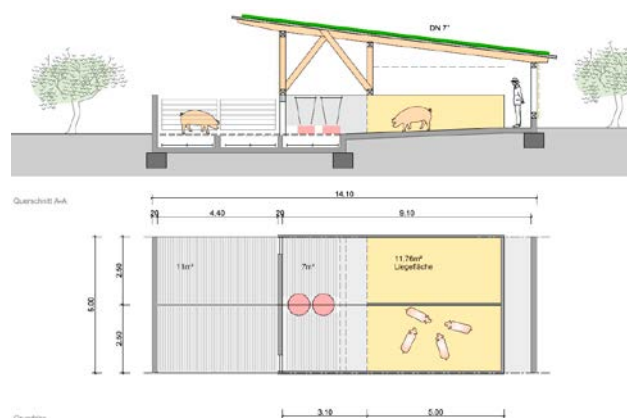 DN 7°
Querschnitt A-A
14.10
20
4.40
20
9.10
5.00
2.50
2.50
11m²
7m²
11.76m²
Liegefläche
3.10
5.00